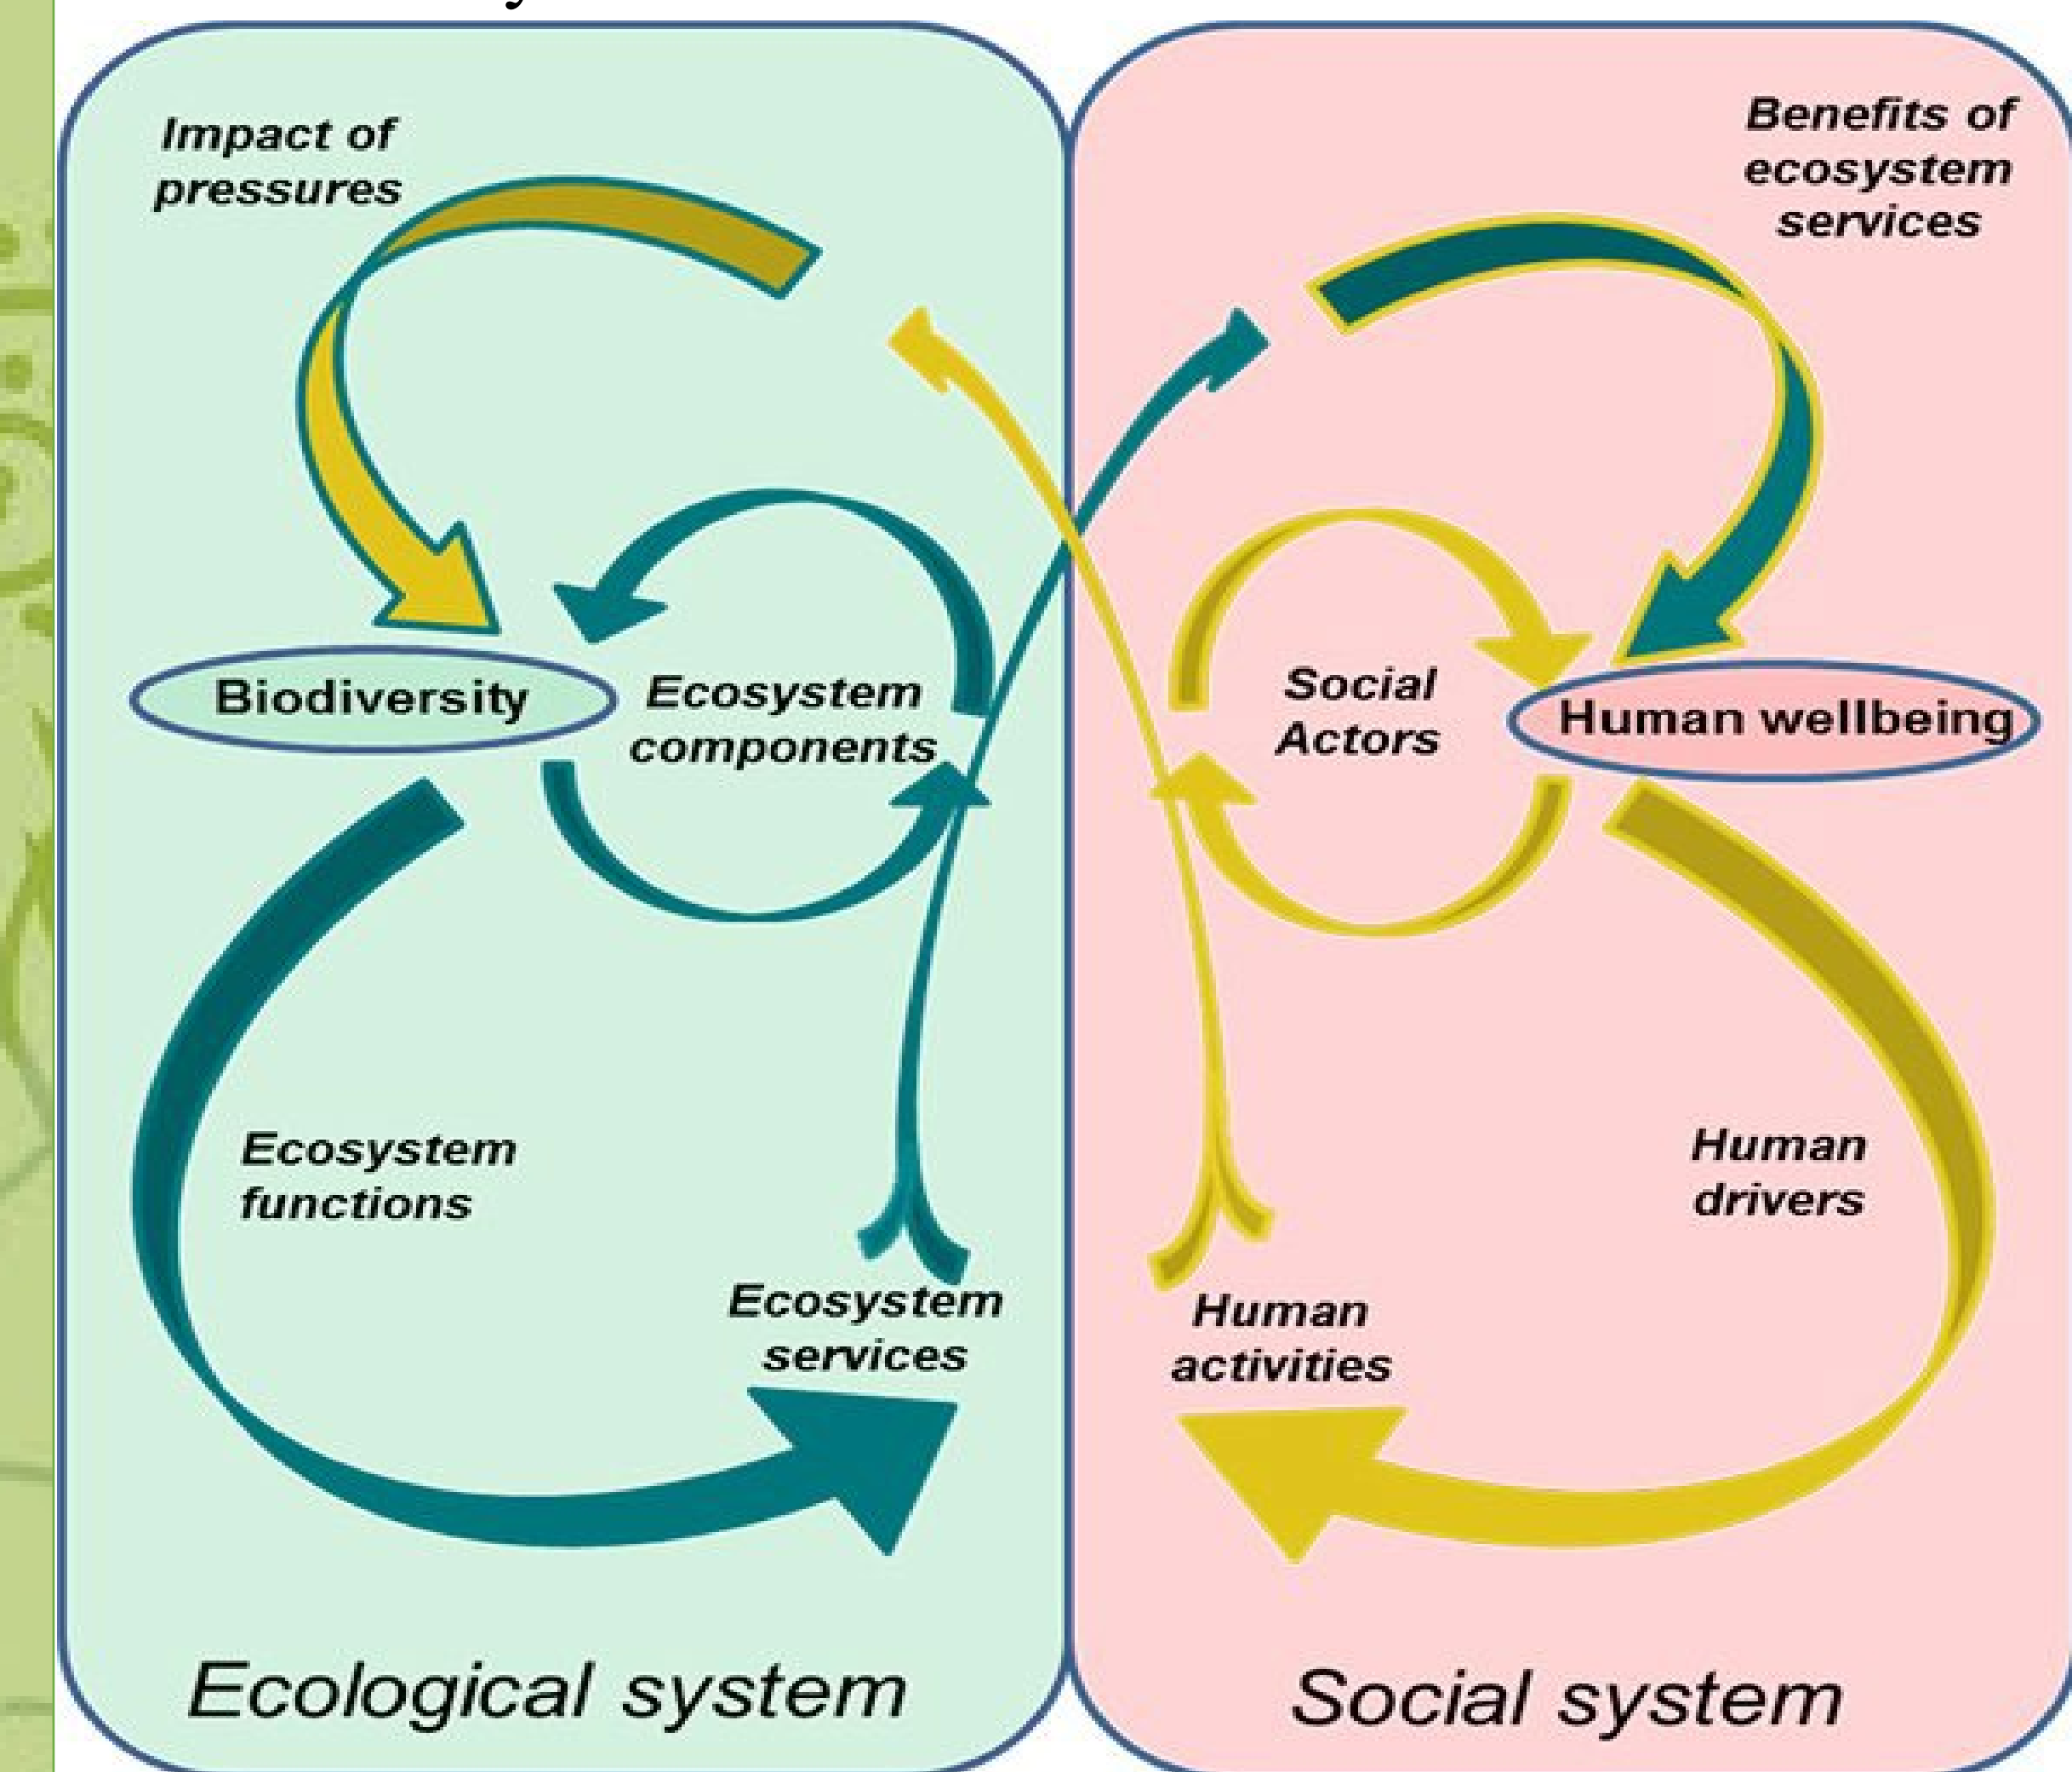 Impact of
pressures
Benefits of
ecosystem
services
Biodiversity
Ecosystem
components
Social
Actors
Human wellbeing
Ecosystem
functions
Human
drivers
Ecosystem
services
Human
activities
Ecological system
Social system